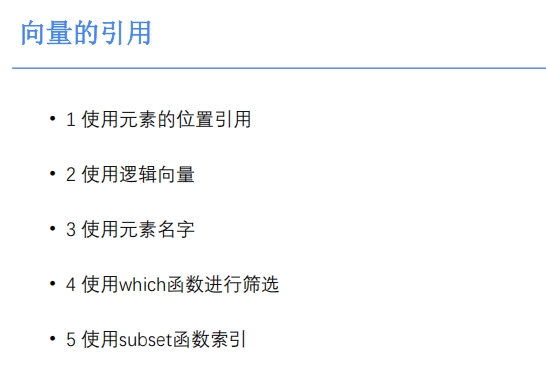 向量的引用
• 1 使用元素的位置引用
• 2 使用逻辑向量
• 3 使用元素名字
• 4 使用which函数进行筛选
• 5 使用subset函数索引